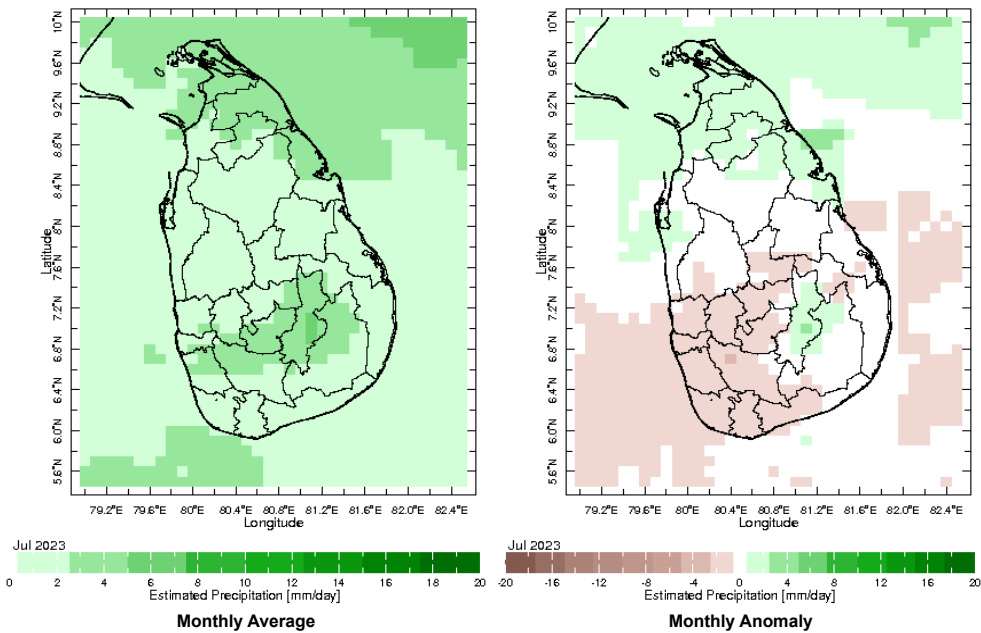 10°N
9.6°N
9.2°N
8.8°N
8.4°N
8°N
7.6°N
7.2°N
6.8°N
6.4°N
6.0°N
5.6°N
Latitude
79.2°E 79.6°E 80°E 80.4°E 80.8°E 81.2°E 81.6°E 82.0°E 82.4°E
Longitude
Jul 2023
0 2 4 6 8 10 12 14 16 20
Estimated Precipitation [mm/day]
Monthly Average
10°N
9.6°N
9.2°N
8.8°N
8.4°N
8°N
7.6°N
7.2°N
6.8°N
6.4°N
6.0°N
5.6°N
Latitude
79.2°E 79.6°E 80°E 80.4°E 80.8°E 81.2°E 81.6°E 82.0°E 82.4°E
Longitude
Jul 2023
-20 -16 -12 -8 -4 0 4 8 12 16 20
Estimated Precipitation [mm/day]
Monthly Anomaly